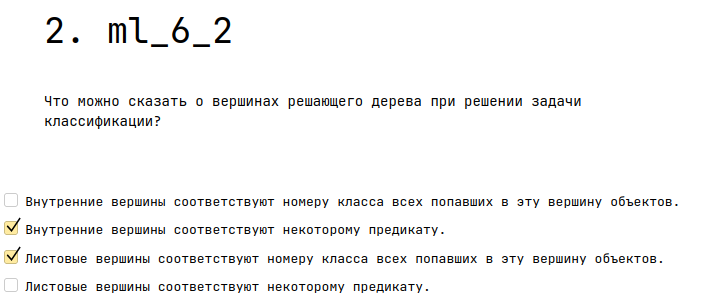 2. ml_6_2
Что можно сказать о вершинах решающего дерева при решении задачи
классификации?
Внутренние вершины соответствуют номеру класса всех попавших в эту вершину объектов.
Внутренние вершины соответствуют некоторому предикату.
Листовые вершины соответствуют номеру класса всех попавших в эту вершину объектов.
Листовые вершины соответствуют некоторому предикату.